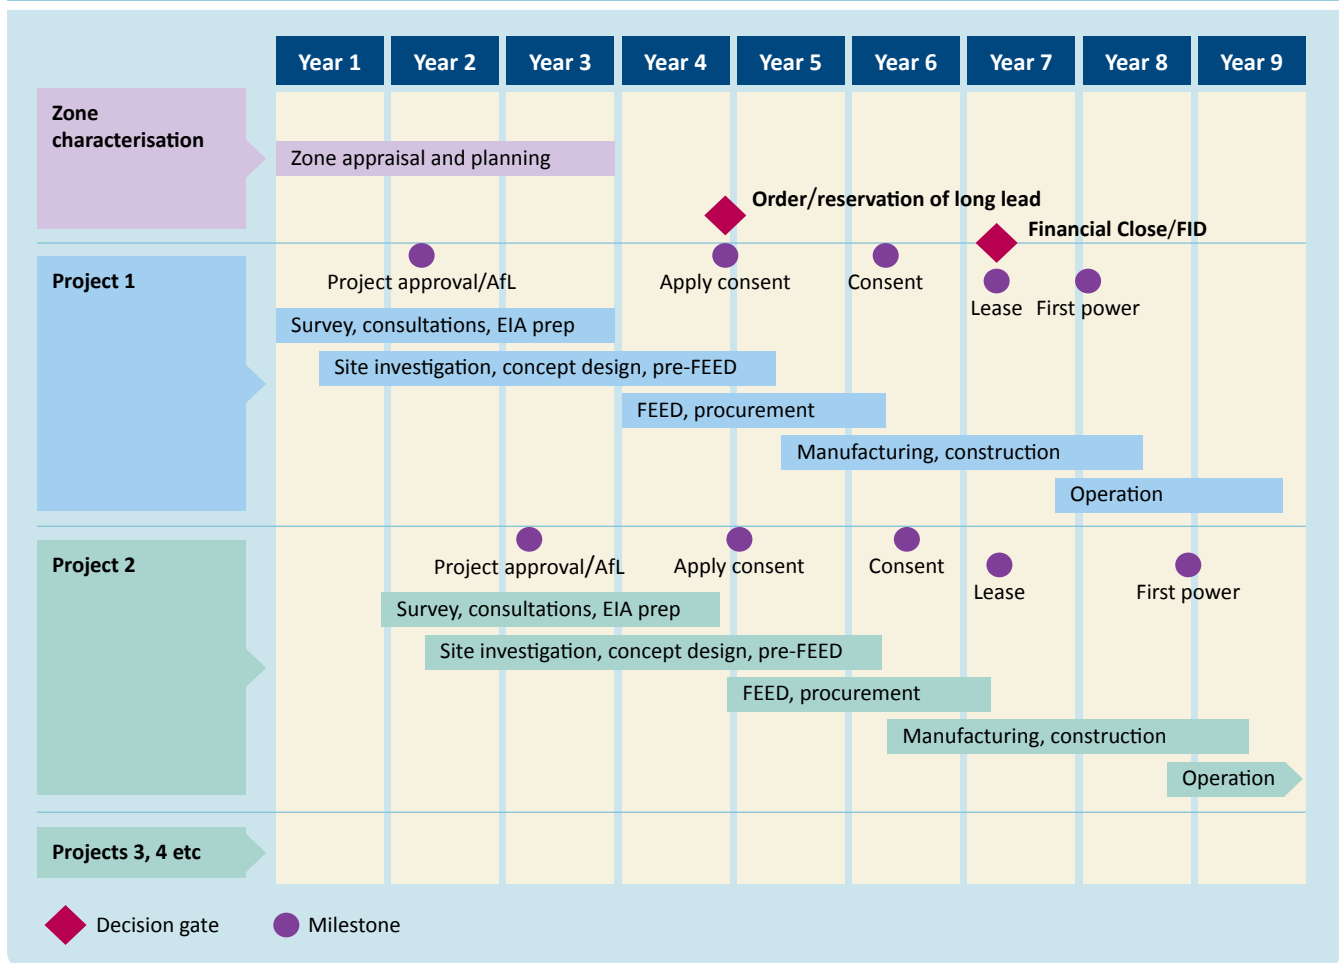 Year 1
Year 2
Year 3
Year 4
Year 5
Year 6
Year 7
Year 8
Year 9
Zone
characterisation
Zone appraisal and planning
Order/reservation of long lead
Financial Close/FID
Project 1
Project approval/AfL
Apply consent
Consent
Lease
First power
Survey, consultations, EIA prep
Site investigation, concept design, pre-FEED
FEED, procurement
Manufacturing, construction
Operation
Project 2
Project approval/AfL
Apply consent
Consent
Lease
First power
Survey, consultations, EIA prep
Site investigation, concept design, pre-FEED
FEED, procurement
Manufacturing, construction
Operation
Projects 3, 4 etc
Decision gate
Milestone